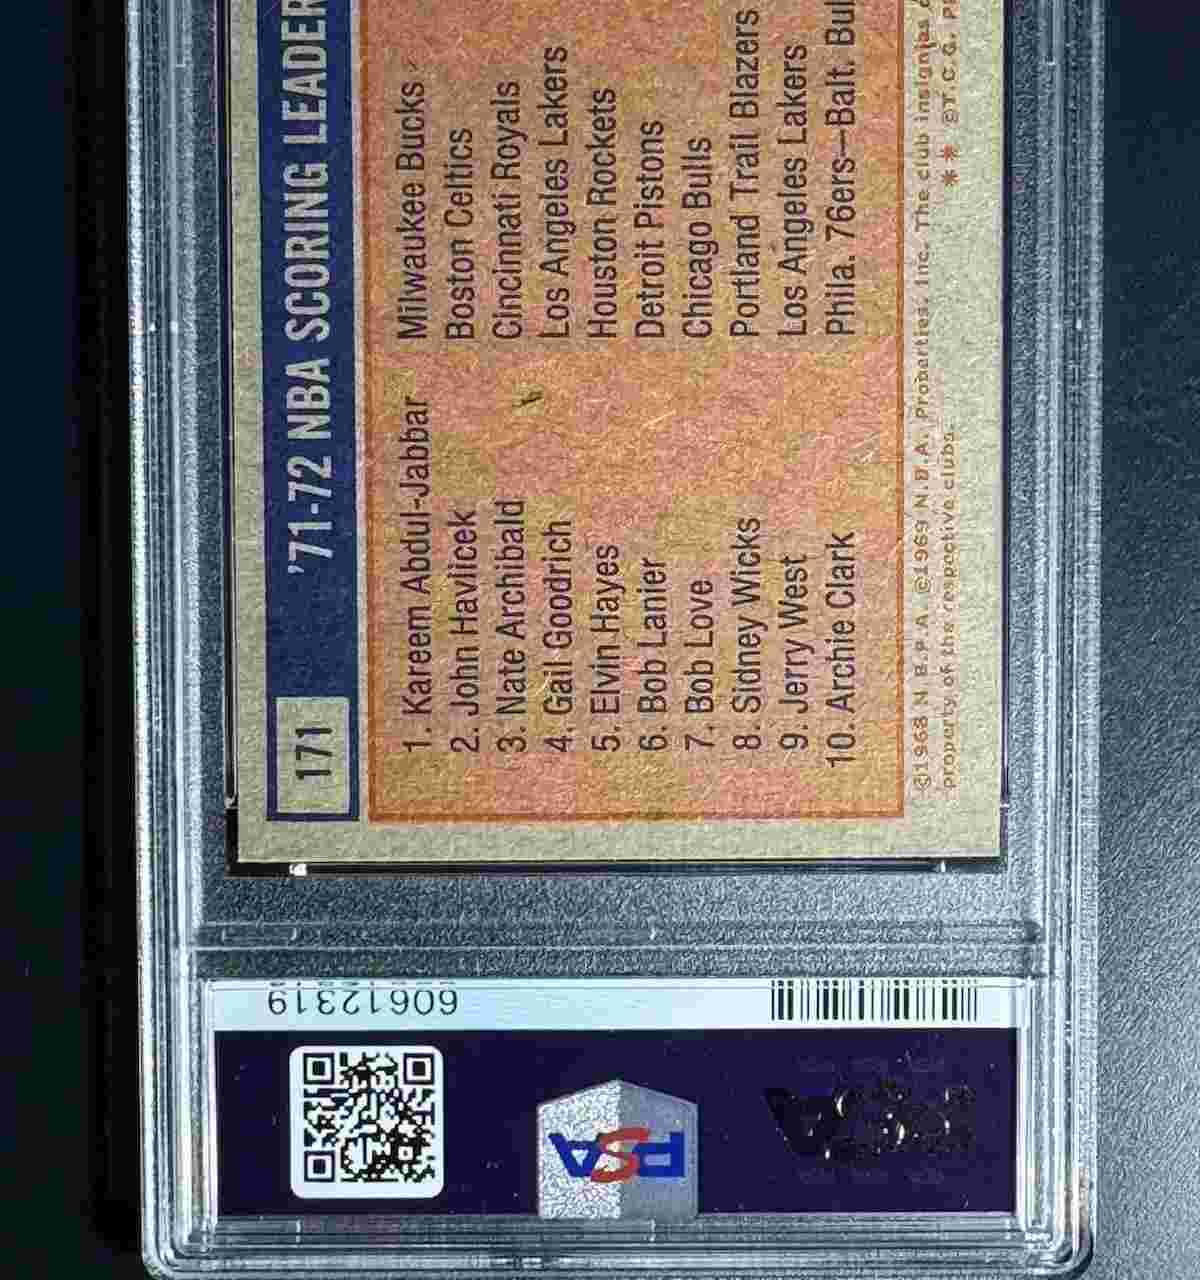 171 '71-72 NBA SCORING LEADER
1. Kareem Abdul-Jabbar Milwaukee Bucks
2. John Havlicek Boston Celtics
3. Nate Archibald Cincinnati Royals
4. Gail Goodrich Los Angeles Lakers
5. Elvin Hayes Houston Rockets
6. Bob Lanier Detroit Pistons
7. Bob Love Chicago Bulls
8. Sidney Wicks Portland Trail Blazers
9. Jerry West Los Angeles Lakers
10. Archie Clark Phila. 76ers—Balt. Bul
©1968 N.B.P.A. ©1969 N.B.A. Properties, Inc. The club insignias
property of the respective clubs. ** ©T.C.G.
60612319
PSA